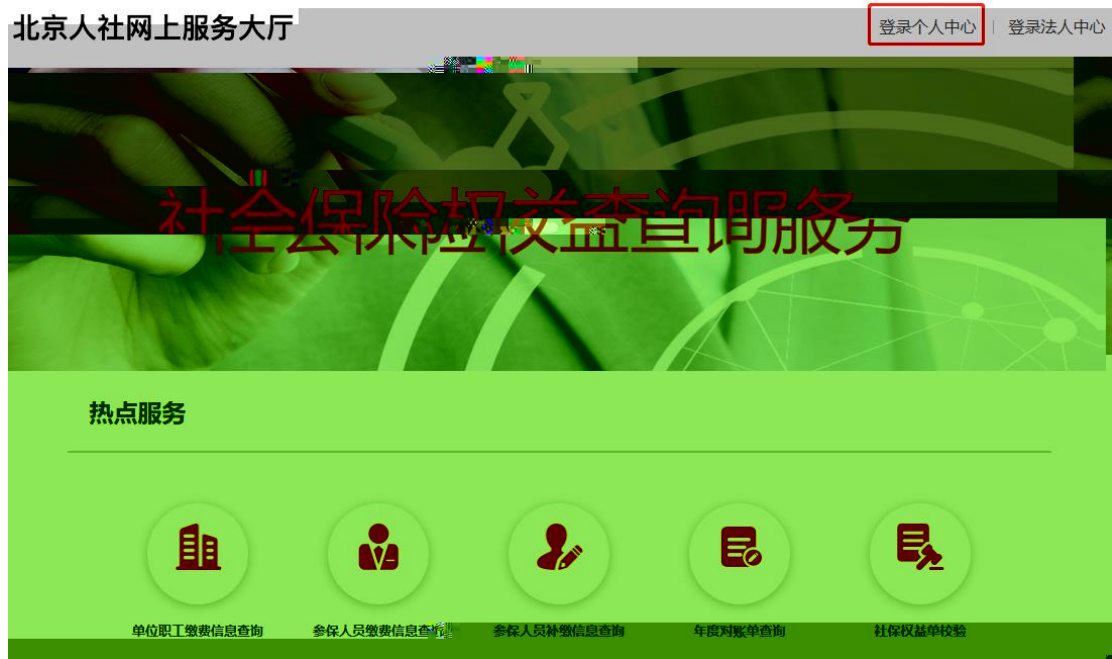 北京人社网上服务大厅
登录个人中心 | 登录法人中心
社会保险权益查询服务
热点服务
单位职工缴费信息查询 参保人员缴费信息查询 参保人员补缴信息查询 年度对账单查询 社保权益单校验